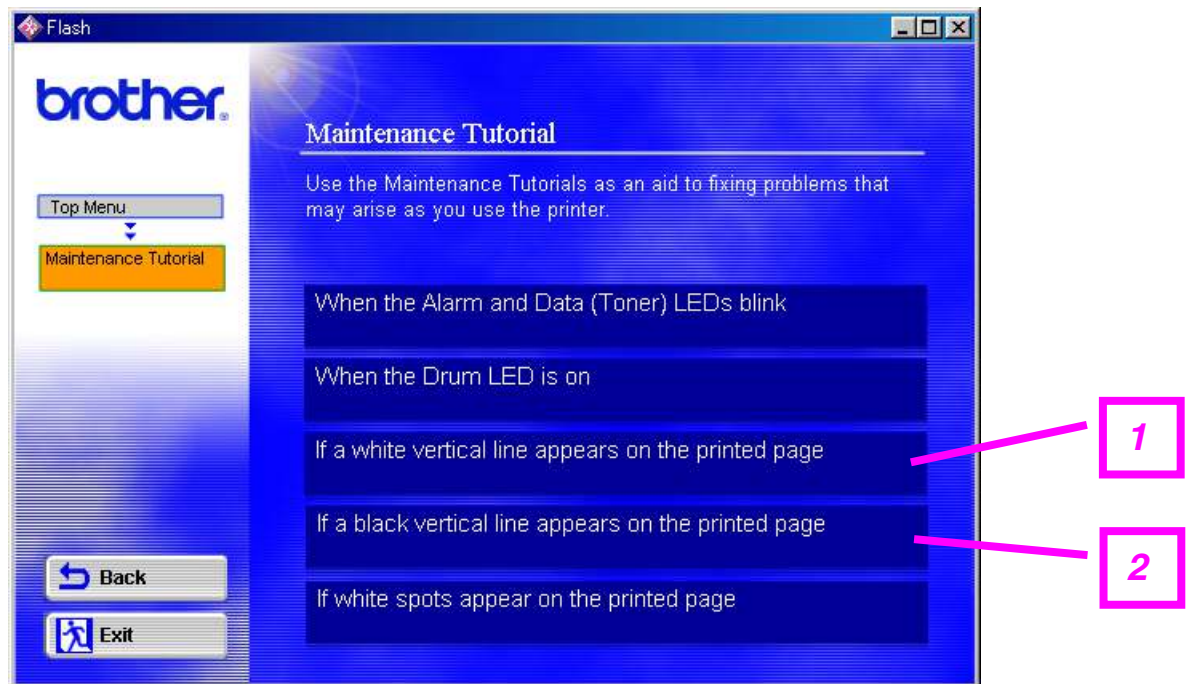 Flash
brother®
Top Menu
Maintenance Tutorial
Back
Exit
Maintenance Tutorial
Use the Maintenance Tutorials as an aid to fixing problems that
may arise as you use the printer.
When the Alarm and Data (Toner) LEDs blink
When the Drum LED is on
If a white vertical line appears on the printed page
If a black vertical line appears on the printed page
If white spots appear on the printed page
1
2